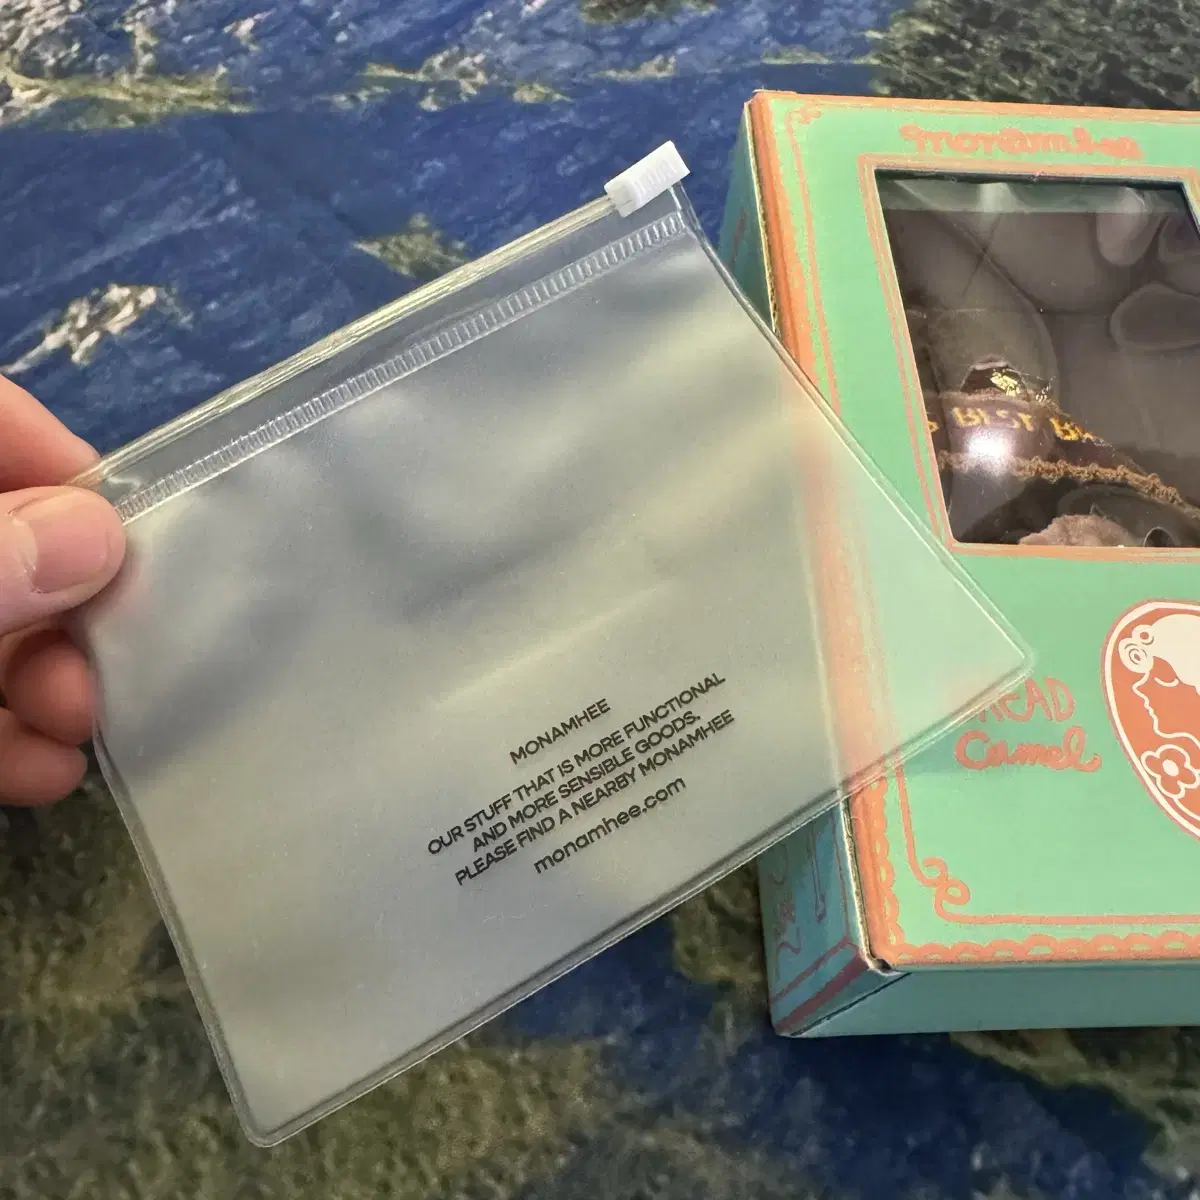 MONAMHEE
OUR STUFF THAT IS MORE FUNCTIONAL
AND MORE SENSIBLE GOODS.
PLEASE FIND A NEARBY MONAMHEE
monamhee.com
monamhee
BEST
Camel